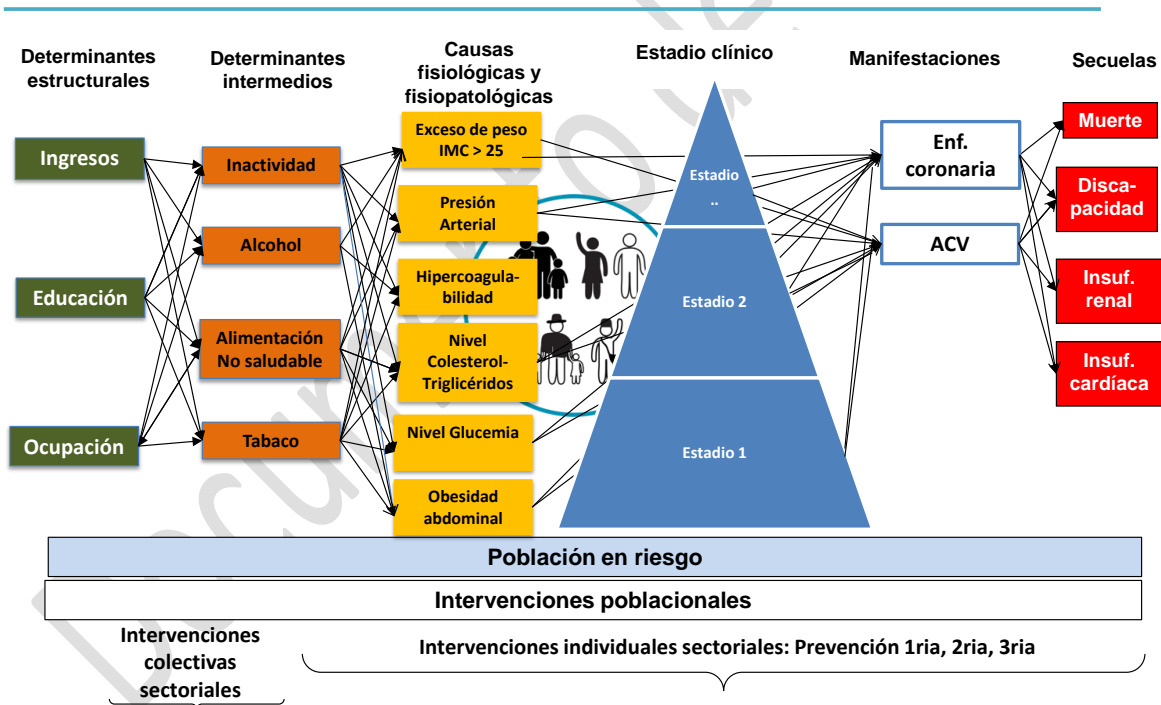 Determinantes
estructurales
Determinantes
intermedios
Causas
fisiológicas y
fisiopatológicas
Estadio clínico
Manifestaciones
Secuelas
Ingresos
Educación
Ocupación
Inactividad
Alcohol
Alimentación
No saludable
Tabaco
Exceso de peso
IMC > 25
Presión
Arterial
Hipercoagula-
bilidad
Nivel
Colesterol-
Triglicéridos
Nivel Glucemia
Obesidad
abdominal
Estadio
..
Estadio 2
Estadio 1
Enf.
coronaria
ACV
Muerte
Disca-
pacidad
Insuf.
renal
Insuf.
cardíaca
Población en riesgo
Intervenciones poblacionales
Intervenciones
colectivas
sectoriales
Intervenciones individuales sectoriales: Prevención 1ria, 2ria, 3ria